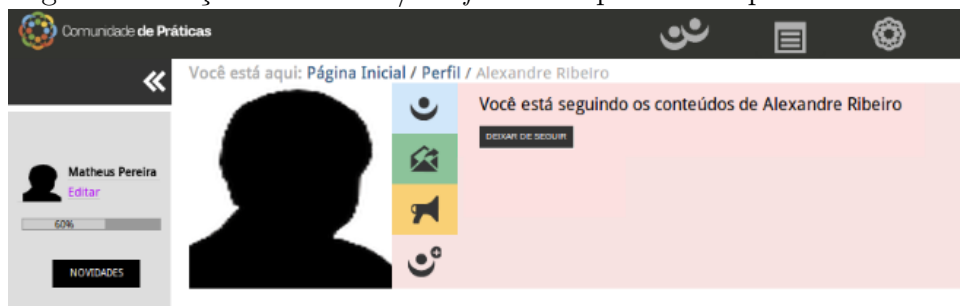 Comunidade de Práticas
Você está aqui: Página Inicial / Perfil / Alexandre Ribeiro
Você está seguindo os conteúdos de Alexandre Ribeiro
DEIXAR DE SEGUIR
Matheus Pereira
Editar
60%
NOVIDADES